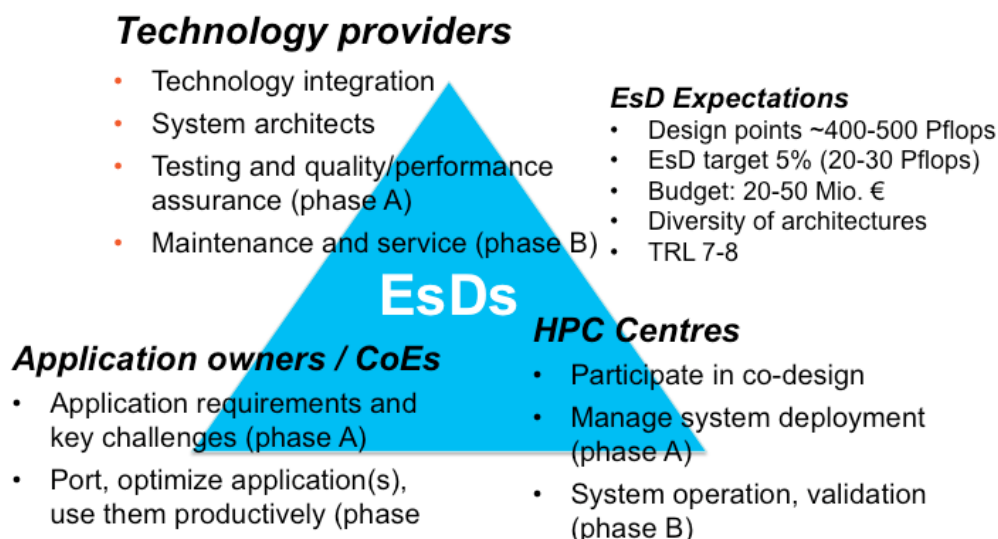 Technology providers
• Technology integration
• System architects
• Testing and quality/performance
assurance (phase A)
• Maintenance and service (phase B)
EsD Expectations
• Design points ~400-500 Pflops
• EsD target 5% (20-30 Pflops)
• Budget: 20-50 Mio. €
• Diversity of architectures
• TRL 7-8
EsDs
Application owners / CoEs
• Application requirements and
key challenges (phase A)
• Port, optimize application(s),
use them productively (phase
HPC Centres
• Participate in co-design
• Manage system deployment
(phase A)
• System operation, validation
(phase B)